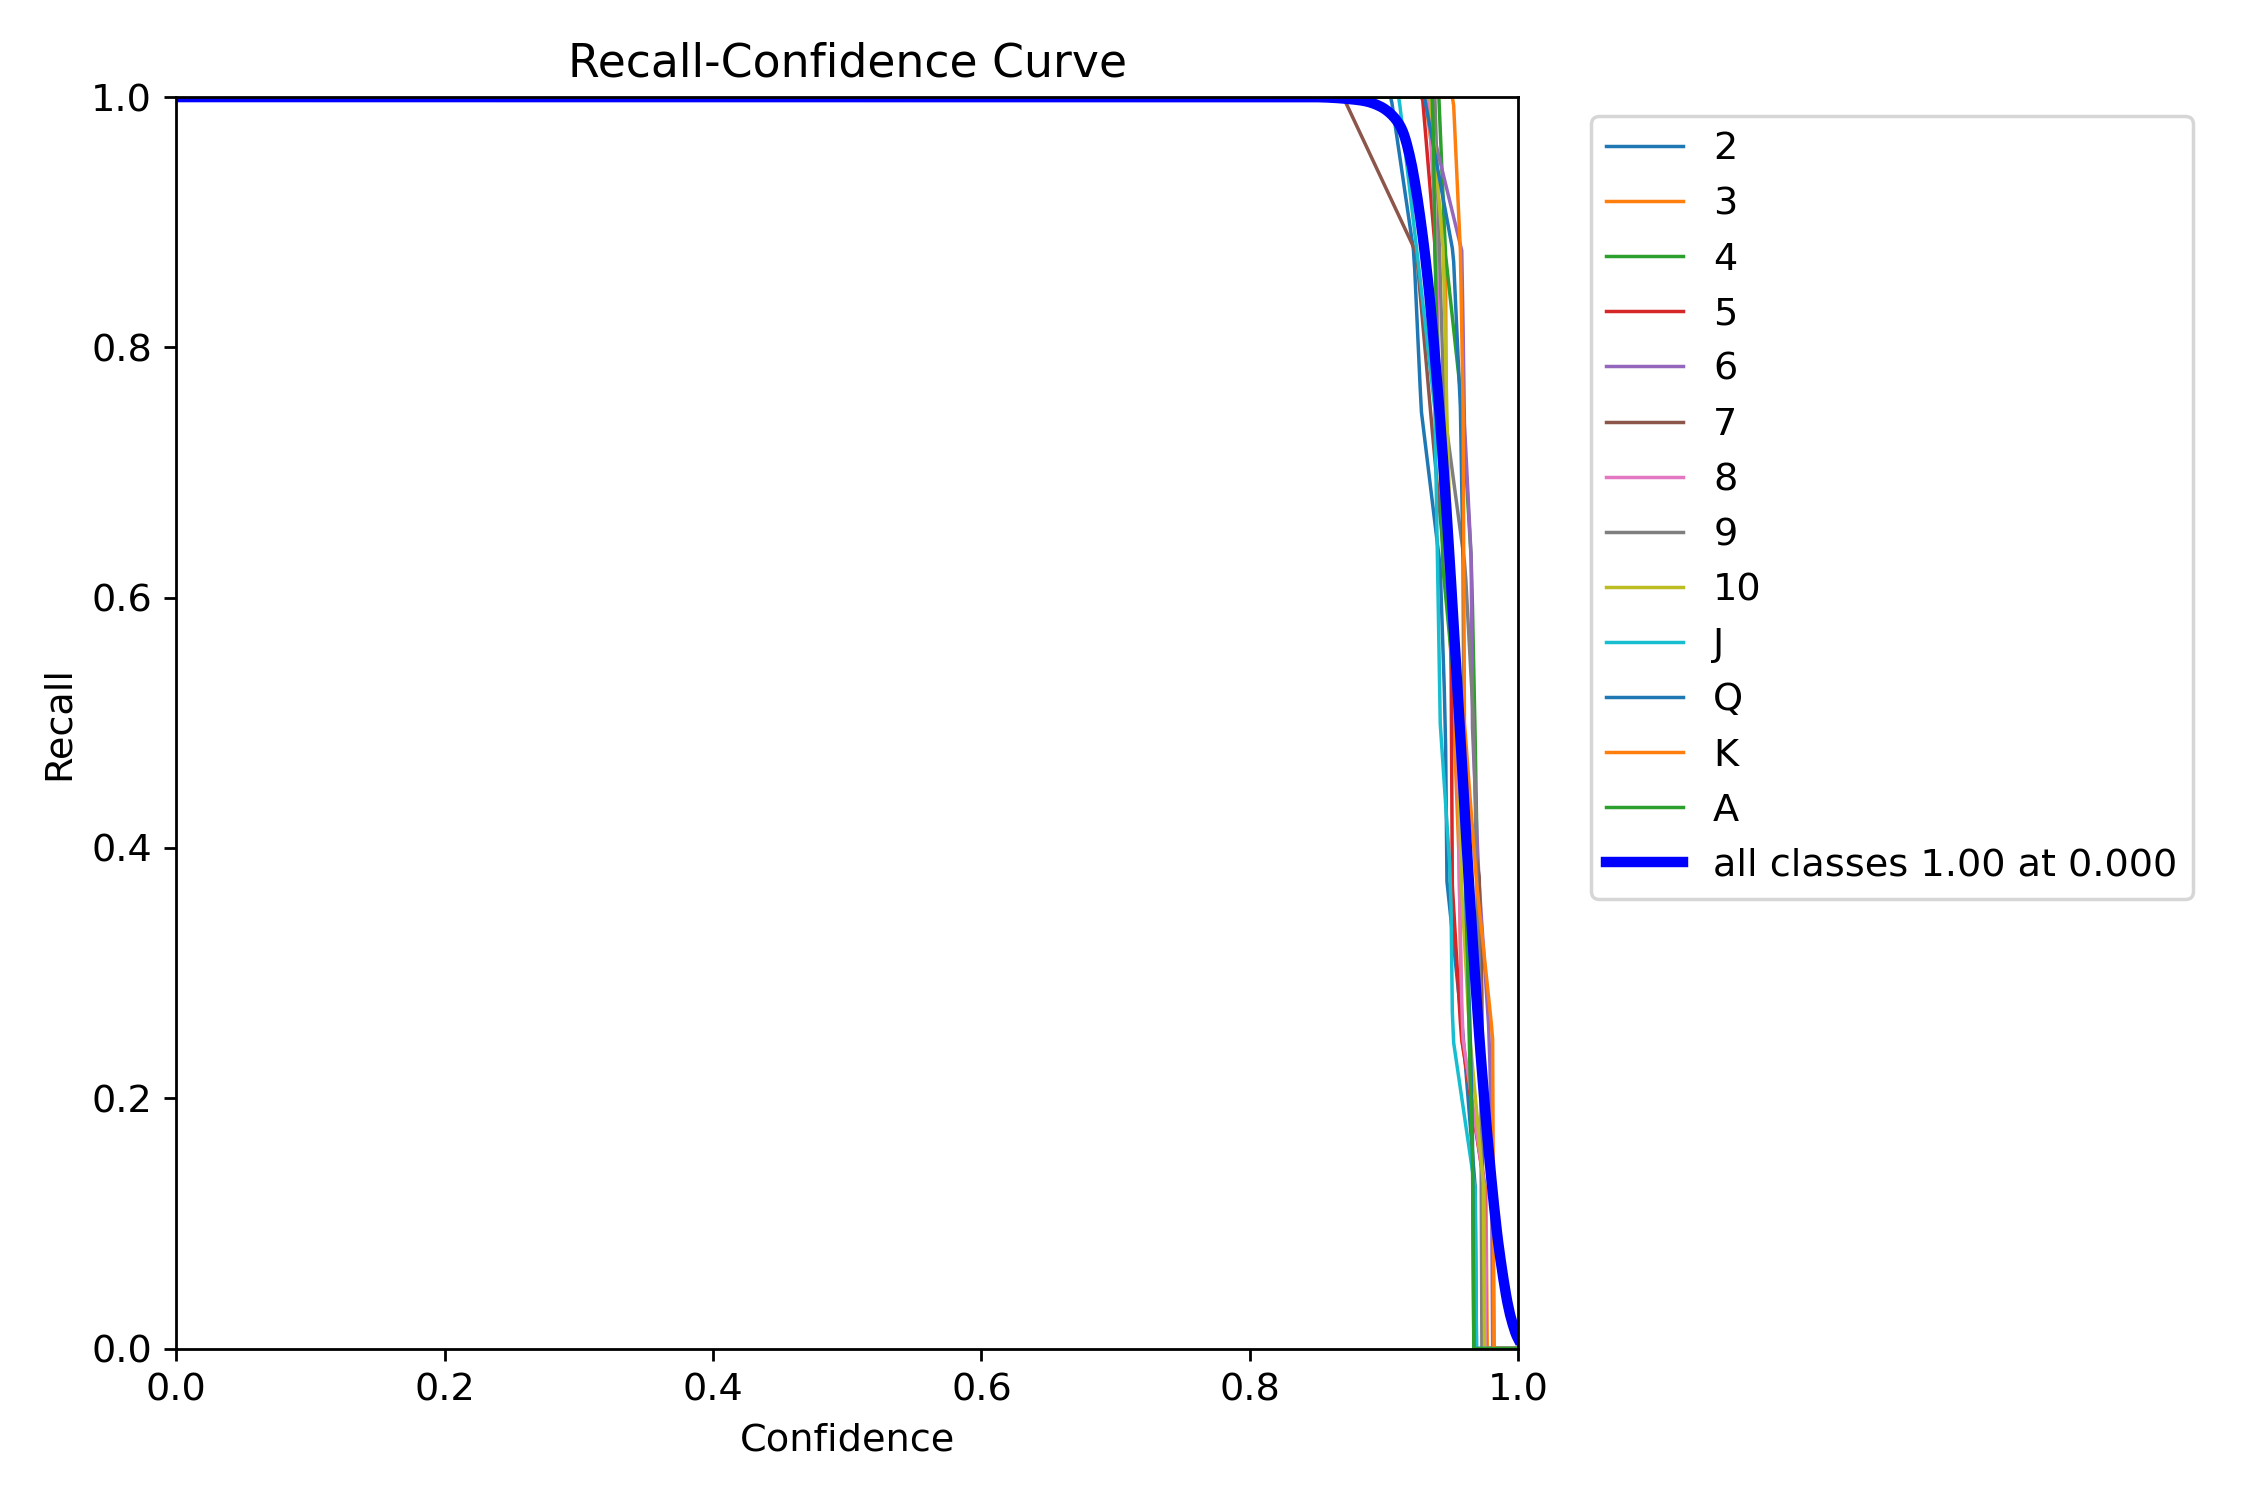 Recall-Confidence Curve
1.0
0.8
0.6
0.4
0.2
0.0
Recall
0.0 0.2 0.4 0.6 0.8 1.0
Confidence
2
3
4
5
6
7
8
9
10
J
Q
K
A
all classes 1.00 at 0.000